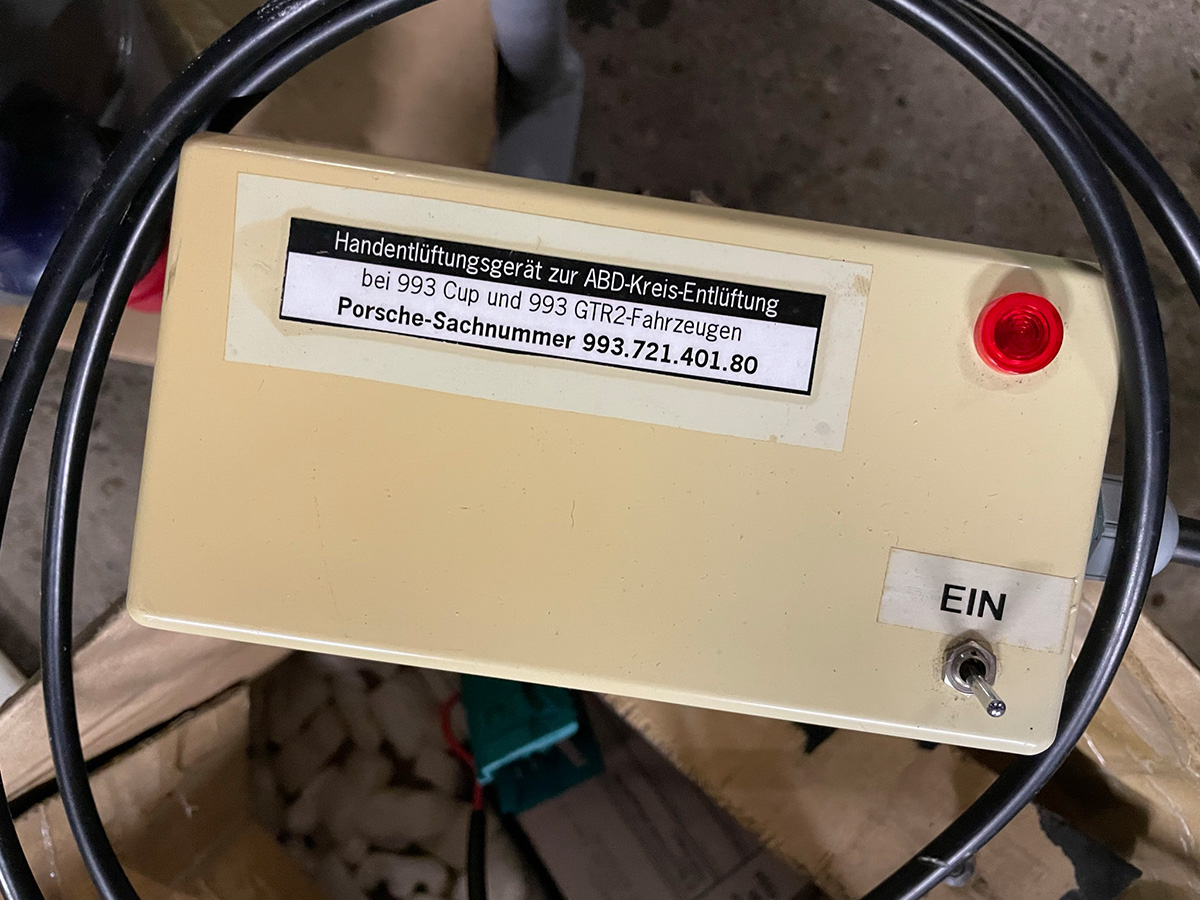 Handentlüftungsgerät zur ABD-Kreis-Entlüftung
bei 993 Cup und 993 GTR2-Fahrzeugen
Porsche-Sachnummer 993.721.401.80
EIN